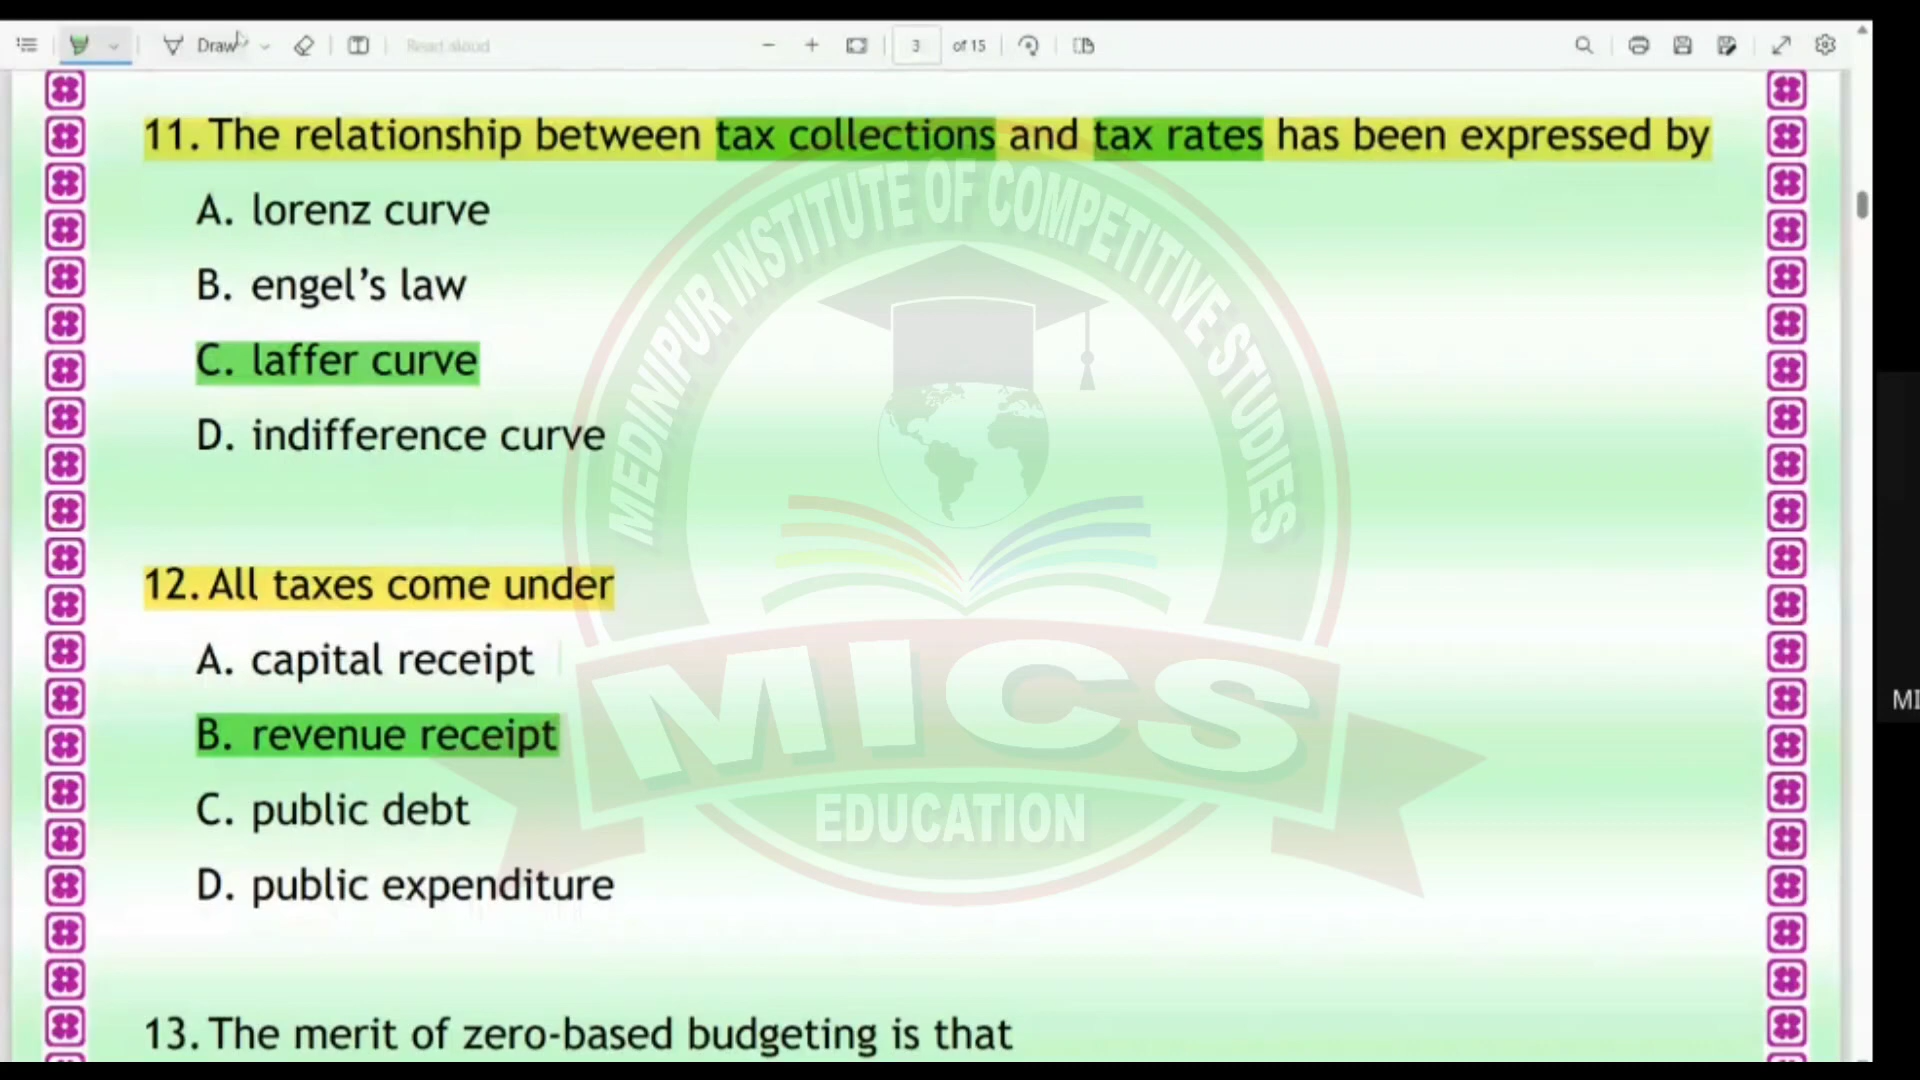 Draw
Read aloud
3 of 15
11. The relationship between tax collections and tax rates has been expressed by
A. lorenz curve
B. engel’s law
C. laffer curve
D. indifference curve
12. All taxes come under
A. capital receipt
B. revenue receipt
C. public debt
D. public expenditure
13. The merit of zero-based budgeting is that
MEDINIPUR INSTITUTE OF COMPETITIVE STUDIES
MICS
EDUCATION
MI